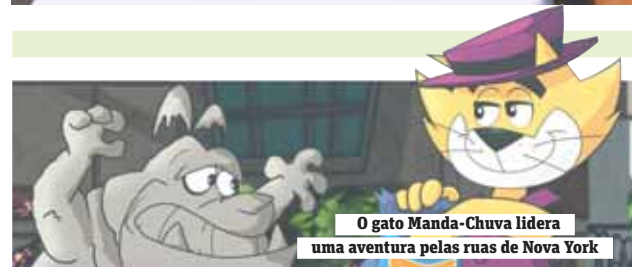 O gato Manda-Chuva lidera
uma aventura pelas ruas de Nova York